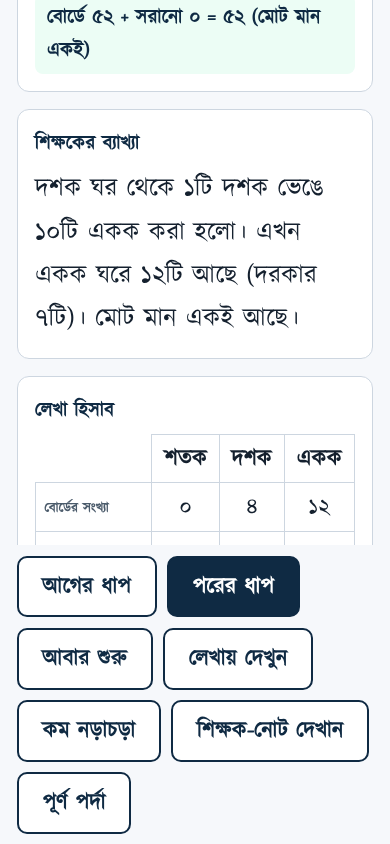 বোর্ডে ৫২ + সরানো ০ = ৫২ (মোট মান
একই)
শিক্ষকের ব্যাখ্যা
দশক ঘর থেকে ১টি দশক ভেঙে
১০টি একক করা হলো। এখন
একক ঘরে ১২টি আছে (দরকার
৭টি)। মোট মান একই আছে।
লেখা হিসাব
শতক দশক একক
বোর্ডের সংখ্যা ০ ৪ ১২
আগের ধাপ পরের ধাপ
আবার শুরু লেখায় দেখুন
কম নড়াচড়া শিক্ষক-নোট দেখান
পূর্ণ পর্দা